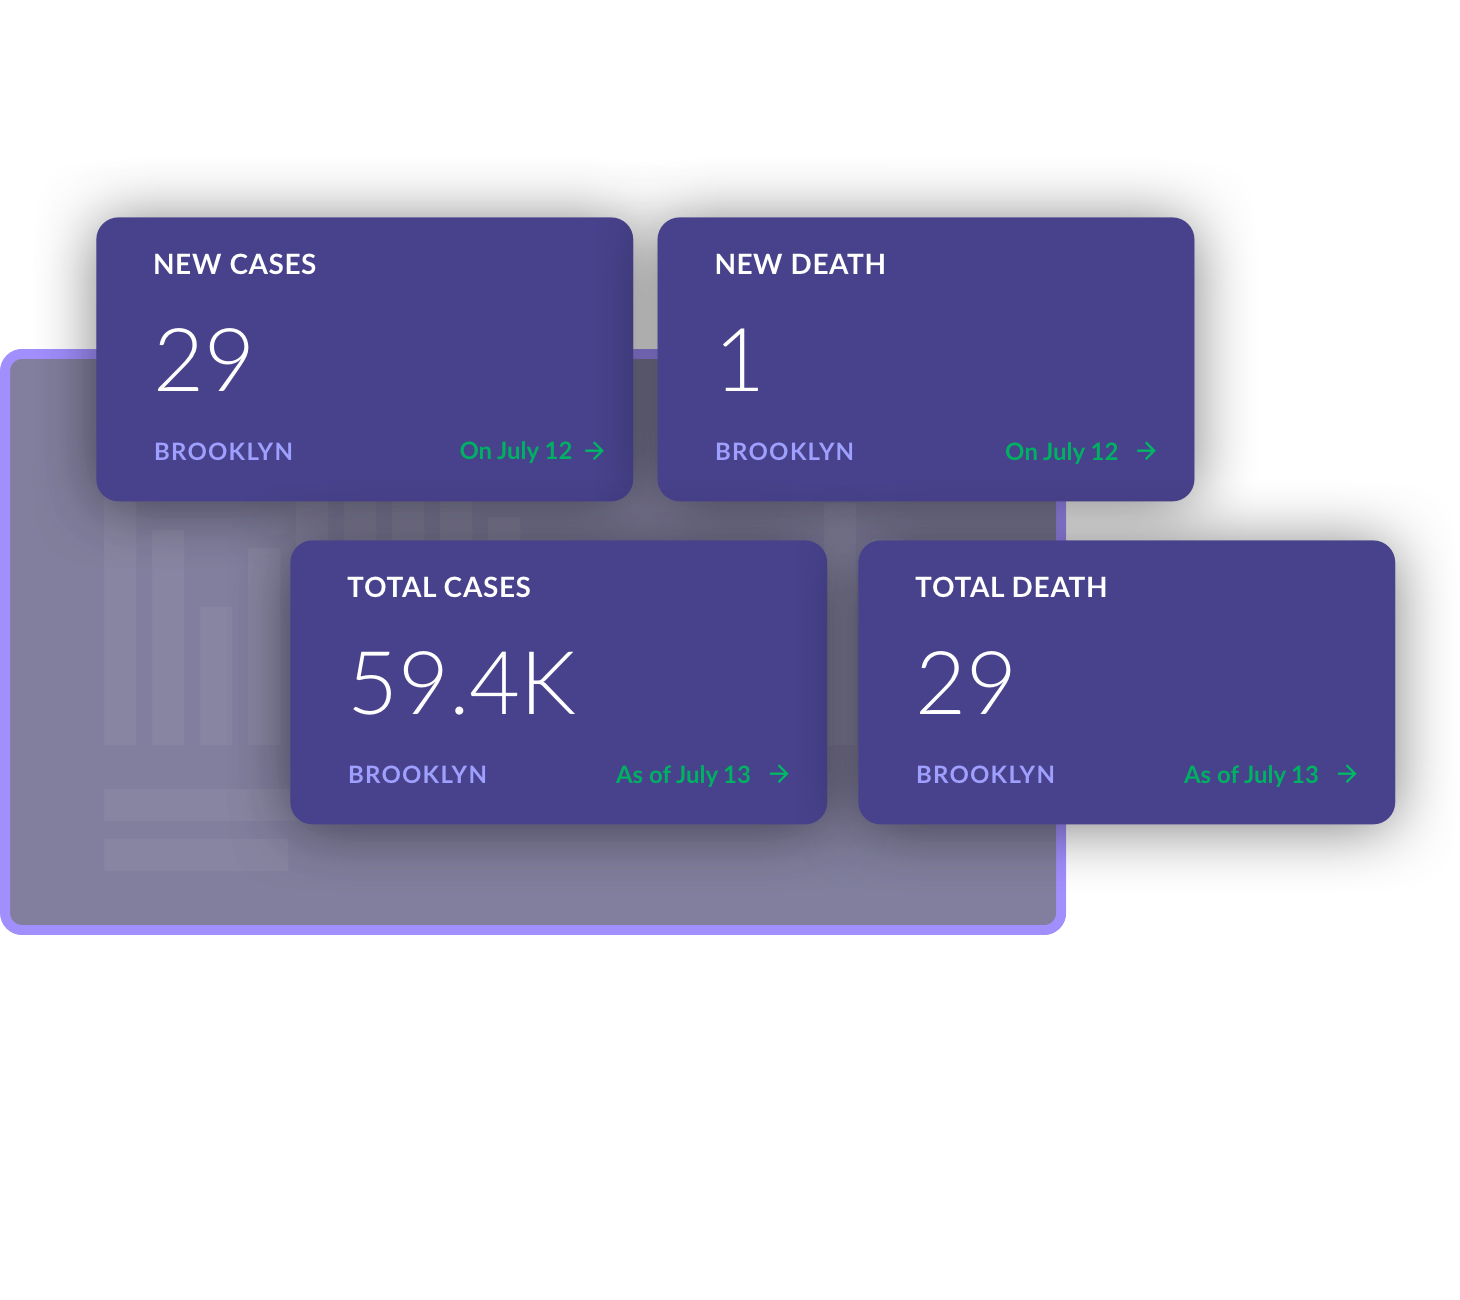 NEW CASES
29
BROOKLYN
On July 12
NEW DEATH
1
BROOKLYN
On July 12
TOTAL CASES
59.4K
BROOKLYN
As of July 13
TOTAL DEATH
29
BROOKLYN
As of July 13